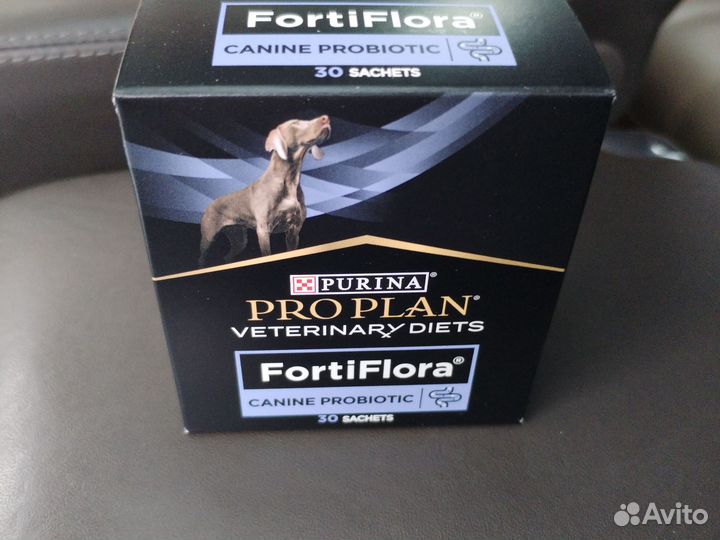 FortiFlora®
CANINE PROBIOTIC
30 SACHETS
PURINA®
PRO PLAN®
VETERINARY DIETS
FortiFlora®
CANINE PROBIOTIC
30 SACHETS
Avito